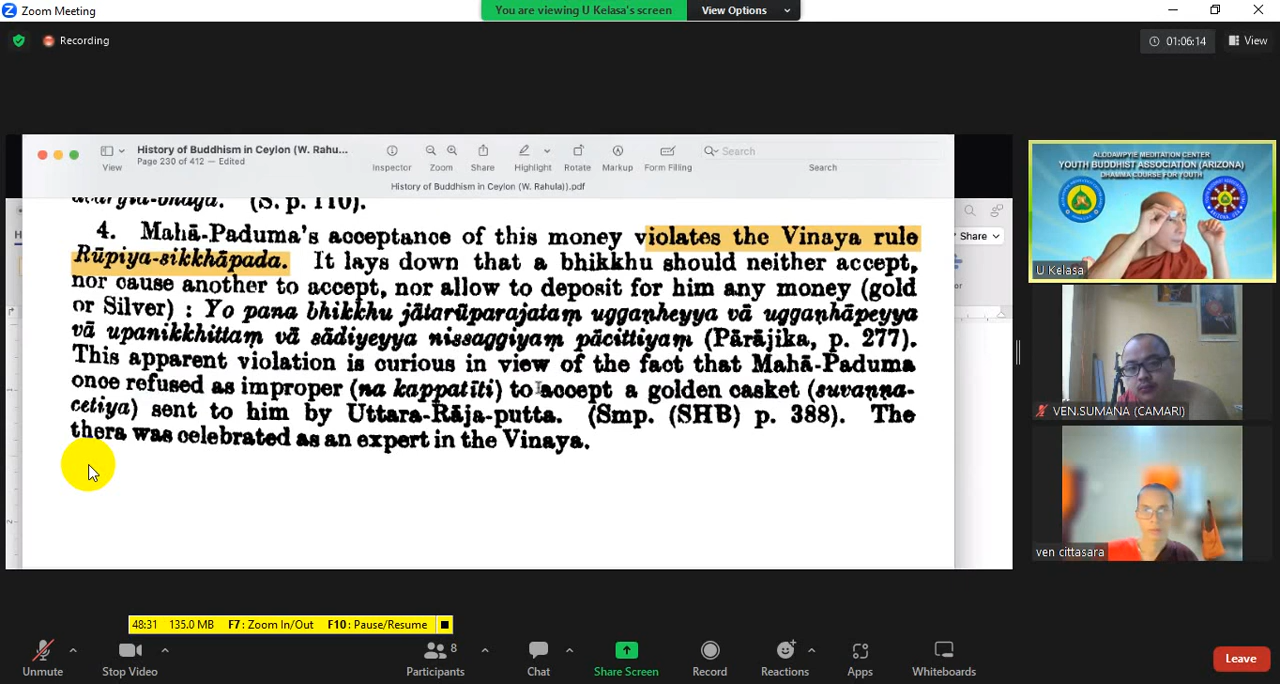 Zoom Meeting
You are viewing U Kelasa's screen
View Options
Recording
01:06:14
View
History of Buddhism in Ceylon (W. Rahu...
Page 230 of 412 — Edited
View
Inspector
Zoom
Share
Highlight
Rotate
Markup
Form Filling
Search
Search
History of Buddhism in Ceylon (W. Rahula)).pdf
(S. p. 110).
4. Mahā-Paduma's acceptance of this money violates the Vinaya rule
Rūpiya-sikkhāpada. It lays down that a bhikkhu should neither accept,
nor cause another to accept, nor allow to deposit for him any money (gold
or Silver) : Yo pana bhikkhu jātarūparajataṃ uggaṇheyya vā uggaṇhāpeyya
vā upanikkhittaṃ vā sādiyeyya nissaggiyaṃ pācittiyaṃ (Pārājika, p. 277).
This apparent violation is curious in view of the fact that Mahā-Paduma
once refused as improper (na kappatīti) to accept a golden casket (suvaṇṇa-
cetiya) sent to him by Uttara-Rāja-putta. (Smp. (SHB) p. 388). The
thera was celebrated as an expert in the Vinaya.
Share
ALODAWPYIE MEDITATION CENTER
YOUTH BUDDHIST ASSOCIATION (ARIZONA)
DHAMMA COURSE FOR YOUTH
U Kelasa
VEN.SUMANA (CAMARI)
ven cittasara
48:31 135.0 MB F7: Zoom In/Out F10: Pause/Resume
Unmute
Stop Video
8
Participants
Chat
Share Screen
Record
Reactions
Apps
Whiteboards
Leave